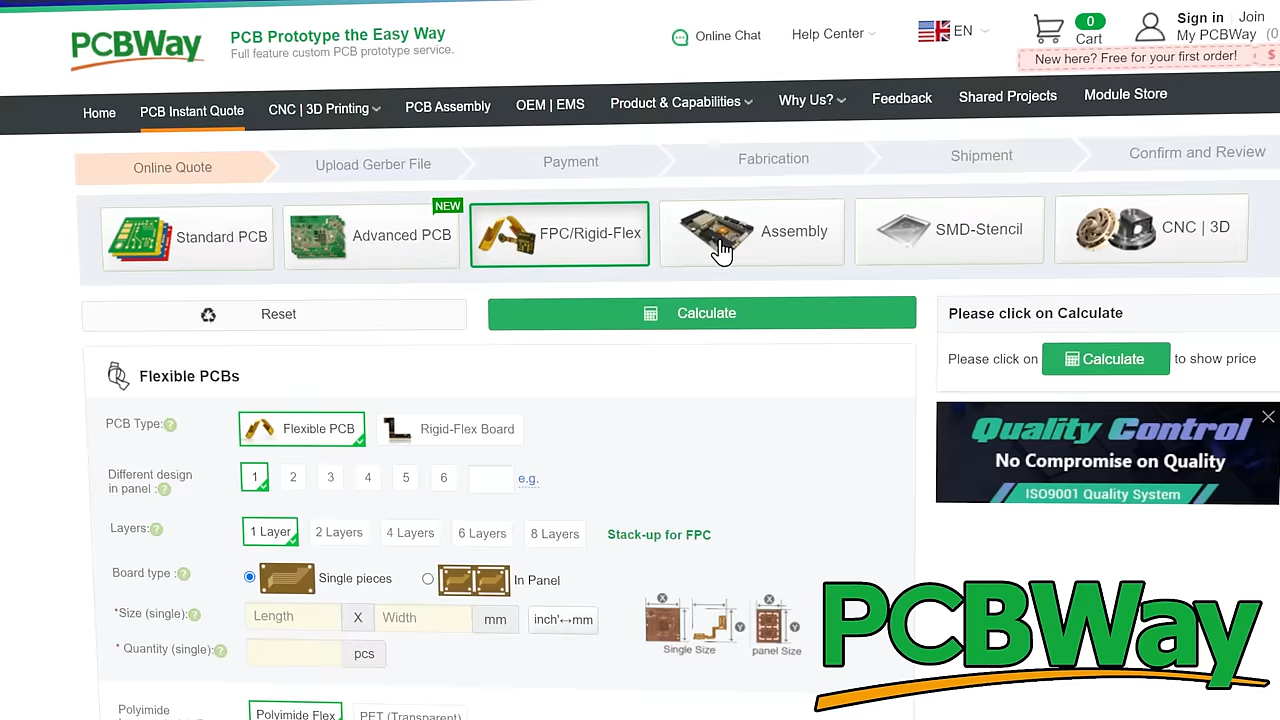 PCBWay
PCB Prototype the Easy Way
Full feature custom PCB prototype service.
Online Chat
Help Center
EN
0
Cart
Sign in | Join
My PCBWay (0
New here? Free for your first order!
$
Home
PCB Instant Quote
CNC | 3D Printing
PCB Assembly
OEM | EMS
Product & Capabilities
Why Us?
Feedback
Shared Projects
Module Store
Online Quote
Upload Gerber File
Payment
Fabrication
Shipment
Confirm and Review
Standard PCB
NEW
Advanced PCB
FPC/Rigid-Flex
Assembly
SMD-Stencil
CNC | 3D
Reset
Calculate
Please click on Calculate
Please click on Calculate to show price
Quality Control
No Compromise on Quality
ISO9001 Quality System
Flexible PCBs
PCB Type:?
Flexible PCB
Rigid-Flex Board
Different design
in panel :?
1 2 3 4 5 6 e.g.
Layers:?
1 Layer 2 Layers 4 Layers 6 Layers 8 Layers Stack-up for FPC
Board type :?
Single pieces
In Panel
*Size (single):?
Length X Width mm inch'↔mm
* Quantity (single):?
pcs
X Y X Y
Single Size panel Size
Polyimide
Polyimide Flex
PET (Transparent)
PCBWay